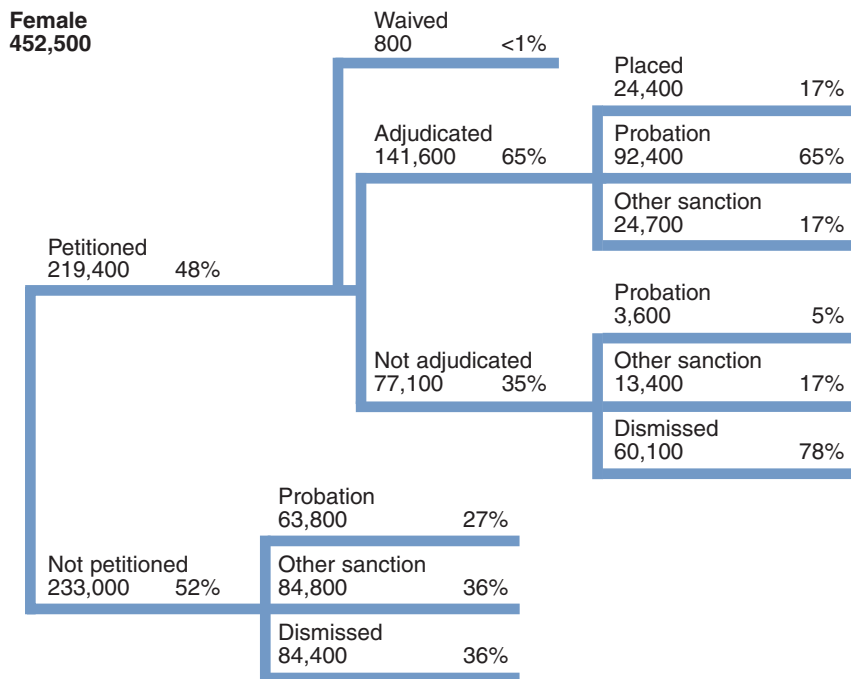 Female
452,500
Waived
800 <1%
Placed
24,400 17%
Adjudicated
141,600 65%
Probation
92,400 65%
Other sanction
24,700 17%
Petitioned
219,400 48%
Probation
3,600 5%
Not adjudicated
77,100 35%
Other sanction
13,400 17%
Dismissed
60,100 78%
Probation
63,800 27%
Not petitioned
233,000 52%
Other sanction
84,800 36%
Dismissed
84,400 36%